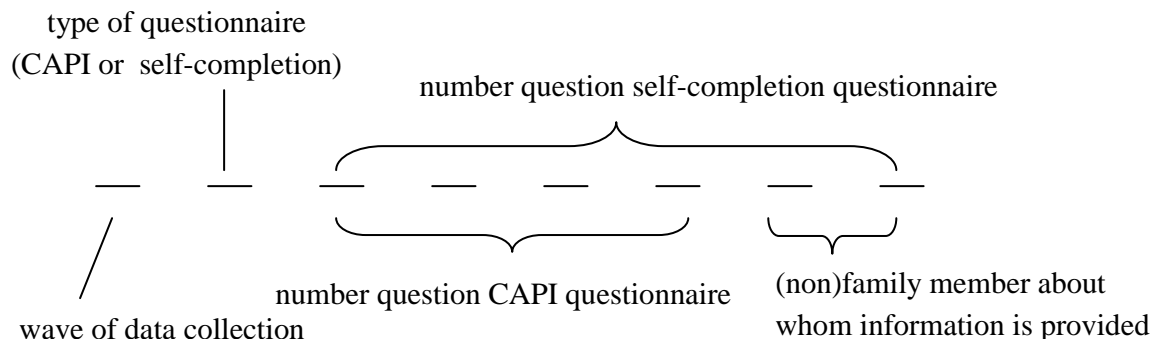 type of questionnaire
(CAPI or self-completion)
number question self-completion questionnaire
number question CAPI questionnaire
(non)family member about
whom information is provided
wave of data collection